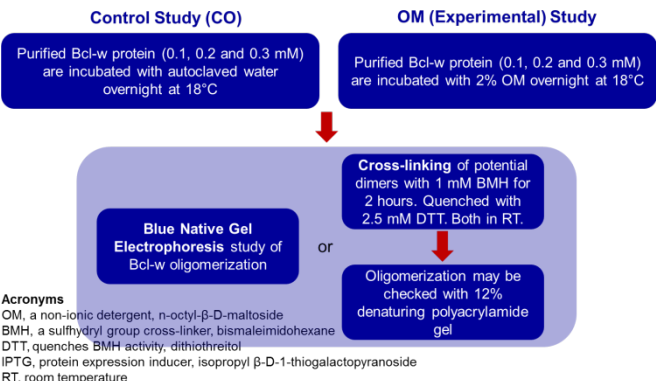 Control Study (CO)
OM (Experimental) Study
Purified Bcl-w protein (0.1, 0.2 and 0.3 mM)
are incubated with autoclaved water
overnight at 18°C
Purified Bcl-w protein (0.1, 0.2 and 0.3 mM)
are incubated with 2% OM overnight at 18°C
Blue Native Gel
Electrophoresis study of
Bcl-w oligomerization
or
Cross-linking of potential
dimers with 1 mM BMH for
2 hours. Quenched with
2.5 mM DTT. Both in RT.
Oligomerization may be
checked with 12%
denaturing polyacrylamide
gel
Acronyms
OM, a non-ionic detergent, n-octyl-β-D-maltoside
BMH, a sulfhydryl group cross-linker, bismaleimidohexane
DTT, quenches BMH activity, dithiothreitol
IPTG, protein expression inducer, isopropyl β-D-1-thiogalactopyranoside
RT, room temperature